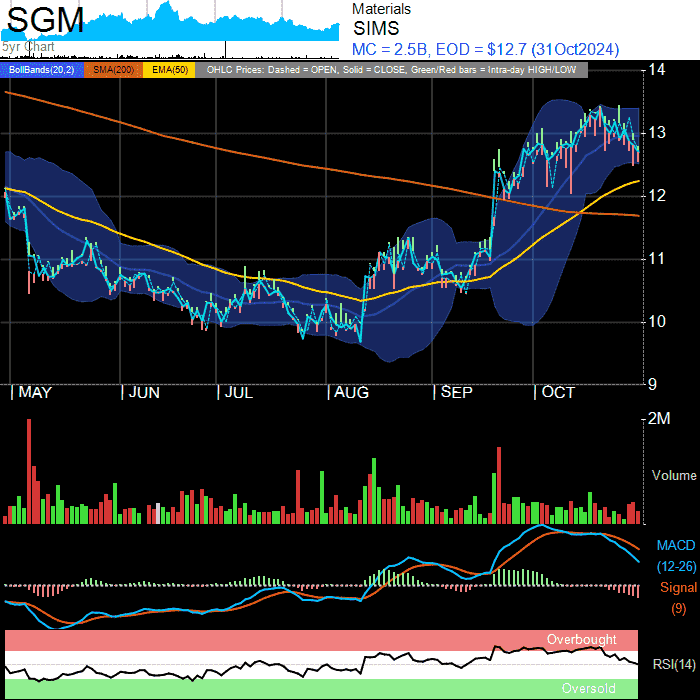 SGM
5yr Chart
Materials
SIMS
MC = 2.5B, EOD = $12.7 (31Oct2024)
BollBands(20,2) SMA(200) EMA(50) OHLC Prices: Dashed = OPEN, Solid = CLOSE, Green/Red bars = Intra-day HIGH/LOW
14
13
12
11
10
9
MAY JUN JUL AUG SEP OCT
2M
Volume
MACD
(12-26)
Signal
(9)
Overbought
RSI(14)
Oversold